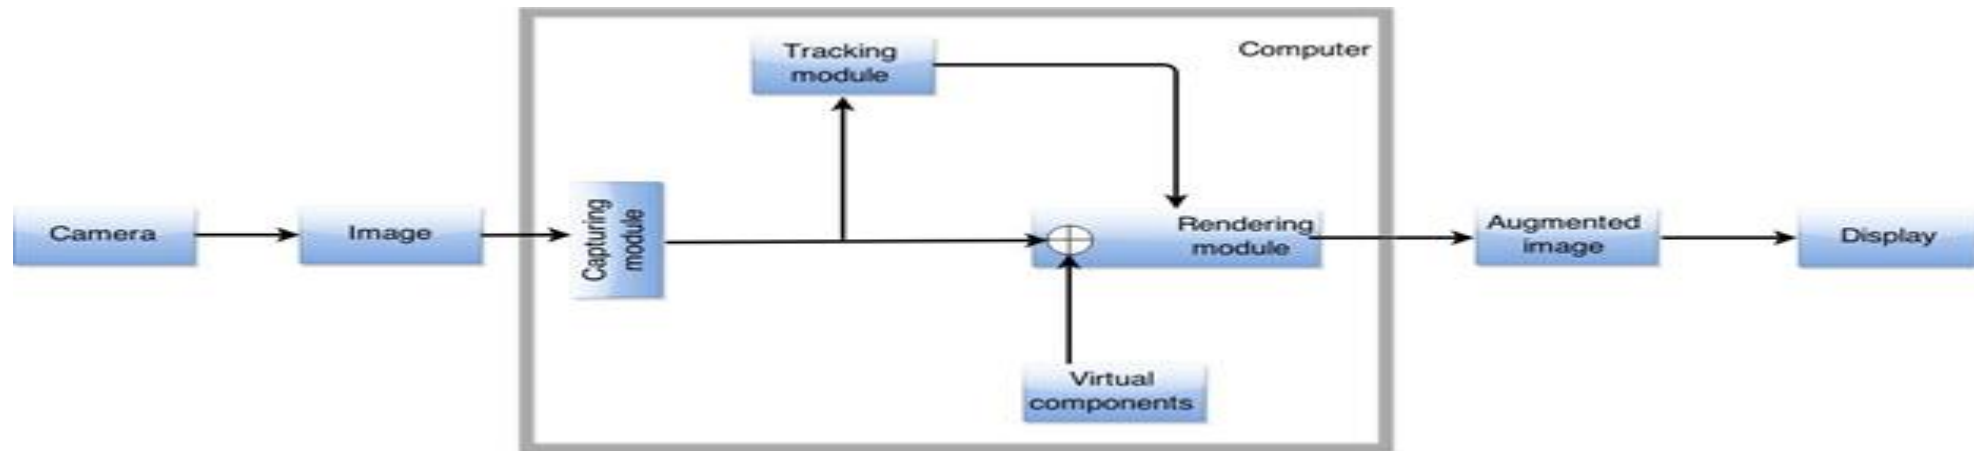 Camera
Image
Capturing
module
Tracking
module
Computer
Rendering
module
Virtual
components
Augmented
image
Display